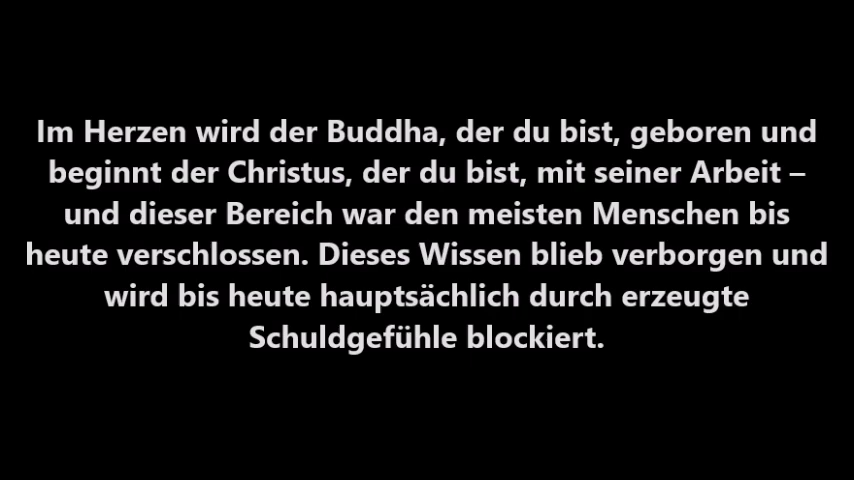 Im Herzen wird der Buddha, der du bist, geboren und
beginnt der Christus, der du bist, mit seiner Arbeit –
und dieser Bereich war den meisten Menschen bis
heute verschlossen. Dieses Wissen blieb verborgen und
wird bis heute hauptsächlich durch erzeugte
Schuldgefühle blockiert.